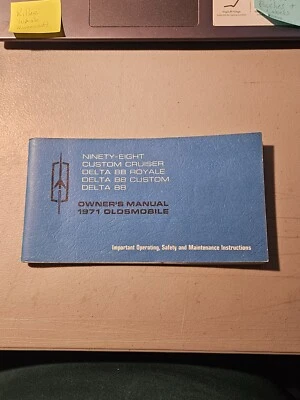 NINETY-EIGHT
CUSTOM CRUISER
DELTA 88 ROYALE
DELTA 88 CUSTOM
DELTA 88
OWNER'S MANUAL
1971 OLDSMOBILE
Important Operating, Safety and Maintenance Instructions